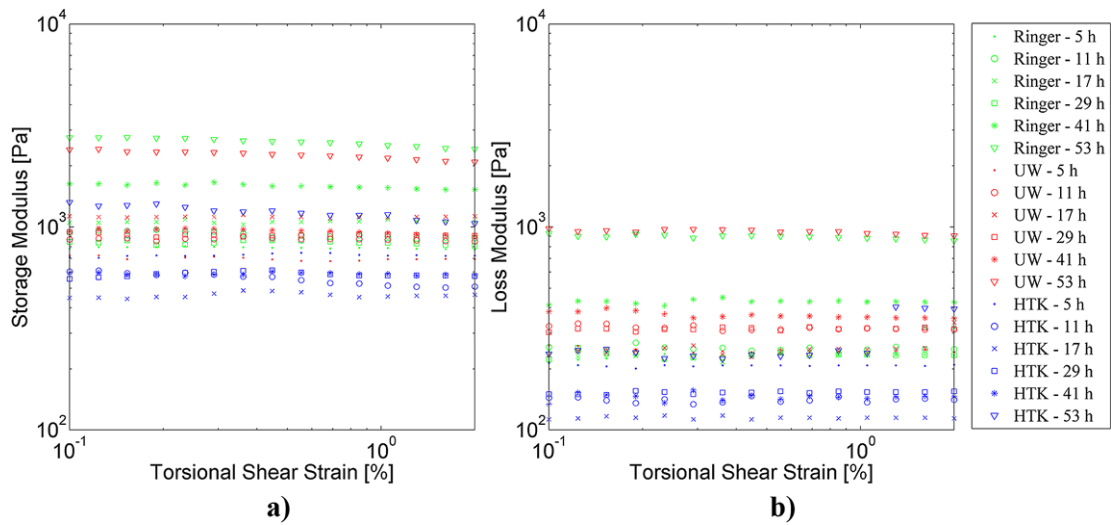 10^4
10^3
10^2
Storage Modulus [Pa]
10^-1
10^0
Torsional Shear Strain [%]
a)
10^4
10^3
10^2
Loss Modulus [Pa]
10^-1
10^0
Torsional Shear Strain [%]
b)
Ringer - 5 h
Ringer - 11 h
Ringer - 17 h
Ringer - 29 h
Ringer - 41 h
Ringer - 53 h
UW - 5 h
UW - 11 h
UW - 17 h
UW - 29 h
UW - 41 h
UW - 53 h
HTK - 5 h
HTK - 11 h
HTK - 17 h
HTK - 29 h
HTK - 41 h
HTK - 53 h